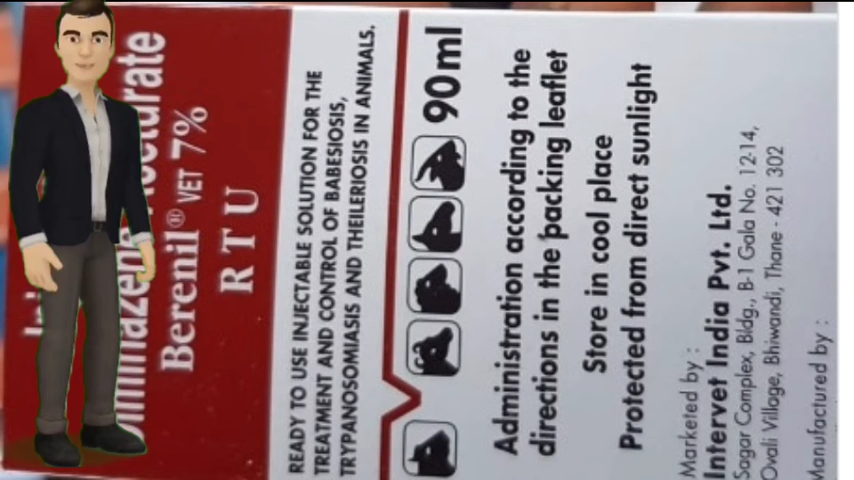 Berenil® VET 7%
RTU
READY TO USE INJECTABLE SOLUTION FOR THE
TREATMENT AND CONTROL OF BABESIOSIS,
TRYPANOSOMIASIS AND THEILERIOSIS IN ANIMALS.
90ml
Administration according to the
directions in the packing leaflet
Store in cool place
Protected from direct sunlight
Marketed by :
Intervet India Pvt. Ltd.
Sagar Complex, Bldg., B-1 Gala No. 12-14,
Ovali Village, Bhiwandi, Thane - 421 302
Manufactured by :